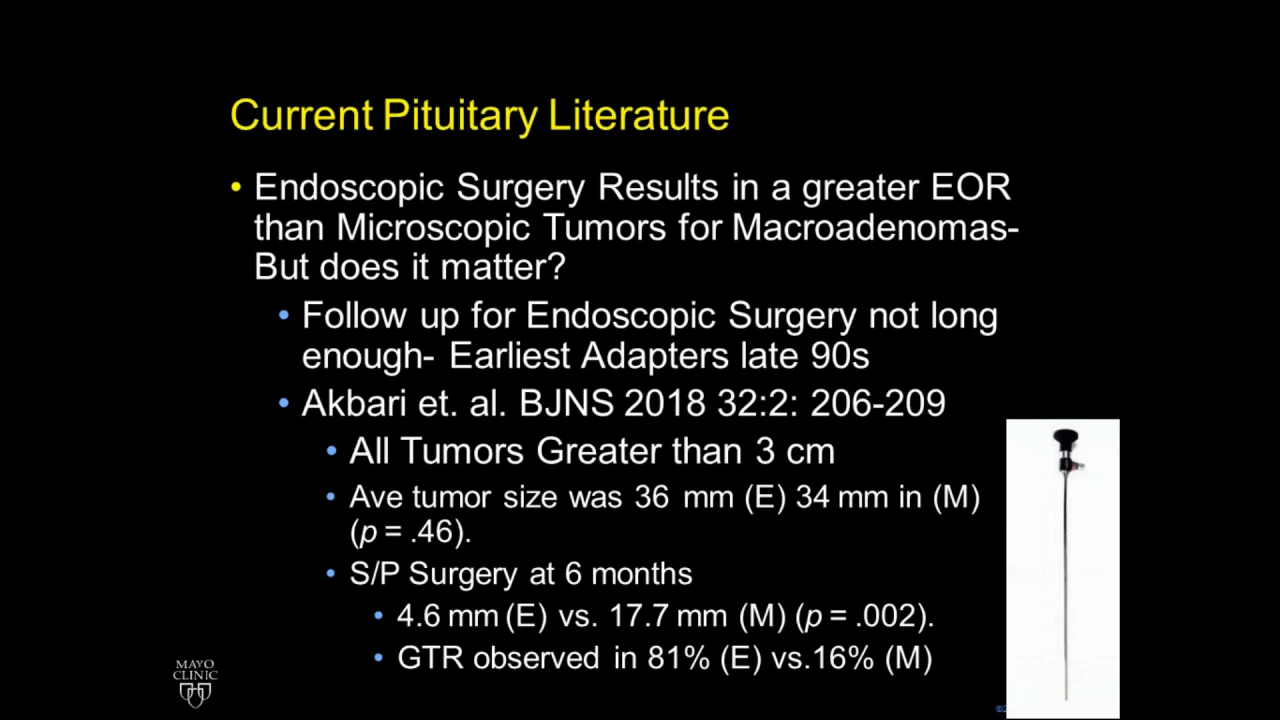 Current Pituitary Literature
• Endoscopic Surgery Results in a greater EOR
than Microscopic Tumors for Macroadenomas-
But does it matter?
• Follow up for Endoscopic Surgery not long
enough- Earliest Adapters late 90s
• Akbari et. al. BJNS 2018 32:2: 206-209
• All Tumors Greater than 3 cm
• Ave tumor size was 36 mm (E) 34 mm in (M)
(p = .46).
• S/P Surgery at 6 months
• 4.6 mm (E) vs. 17.7 mm (M) (p = .002).
• GTR observed in 81% (E) vs.16% (M)
MAYO
CLINIC